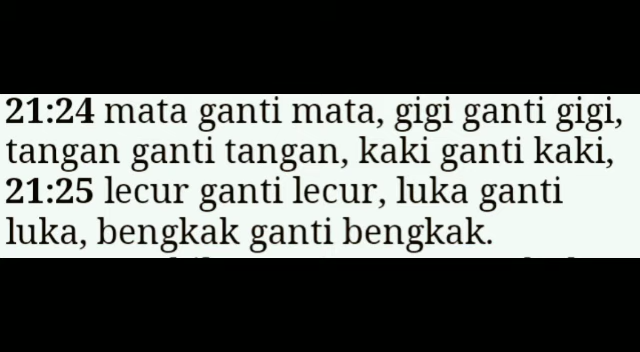 21:24 mata ganti mata, gigi ganti gigi,
tangan ganti tangan, kaki ganti kaki,
21:25 lecur ganti lecur, luka ganti
luka, bengkak ganti bengkak.